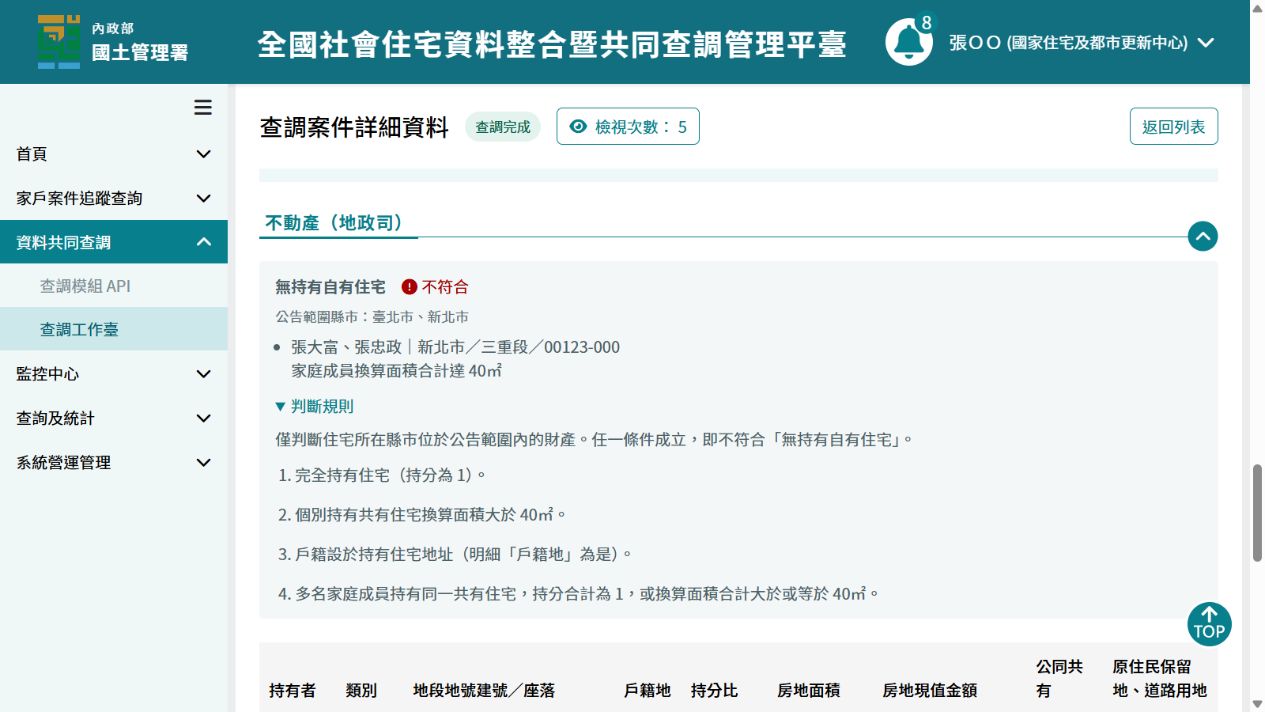 內政部
國土管理署
全國社會住宅資料整合暨共同查調管理平臺
8
張ＯＯ (國家住宅及都市更新中心)
首頁
家戶案件追蹤查詢
資料共同查調
查調模組 API
查調工作臺
監控中心
查詢及統計
系統營運管理
查調案件詳細資料
查調完成
檢視次數： 5
返回列表
不動產（地政司）
無持有自有住宅 不符合
公告範圍縣市：臺北市、新北市
張大富、張忠政｜新北市／三重段／00123-000
家庭成員換算面積合計達 40㎡
▼ 判斷規則
僅判斷住宅所在縣市位於公告範圍內的財產。任一條件成立，即不符合「無持有自有住宅」。
1. 完全持有住宅（持分為 1）。
2. 個別持有共有住宅換算面積大於 40㎡。
3. 戶籍設於持有住宅地址（明細「戶籍地」為是）。
4. 多名家庭成員持有同一共有住宅，持分合計為 1，或換算面積合計大於或等於 40㎡。
TOP
持有者
類別
地段地號建號／座落
戶籍地
持分比
房地面積
房地現值金額
公同共
有
原住民保留
地、道路用地